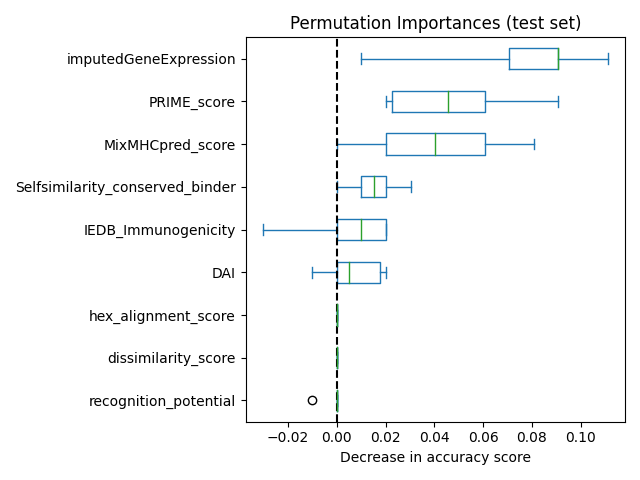 Permutation Importances (test set)
imputedGeneExpression
PRIME_score
MixMHCpred_score
Selfsimilarity_conserved_binder
IEDB_Immunogenicity
DAI
hex_alignment_score
dissimilarity_score
recognition_potential
−0.02 0.00 0.02 0.04 0.06 0.08 0.10
Decrease in accuracy score